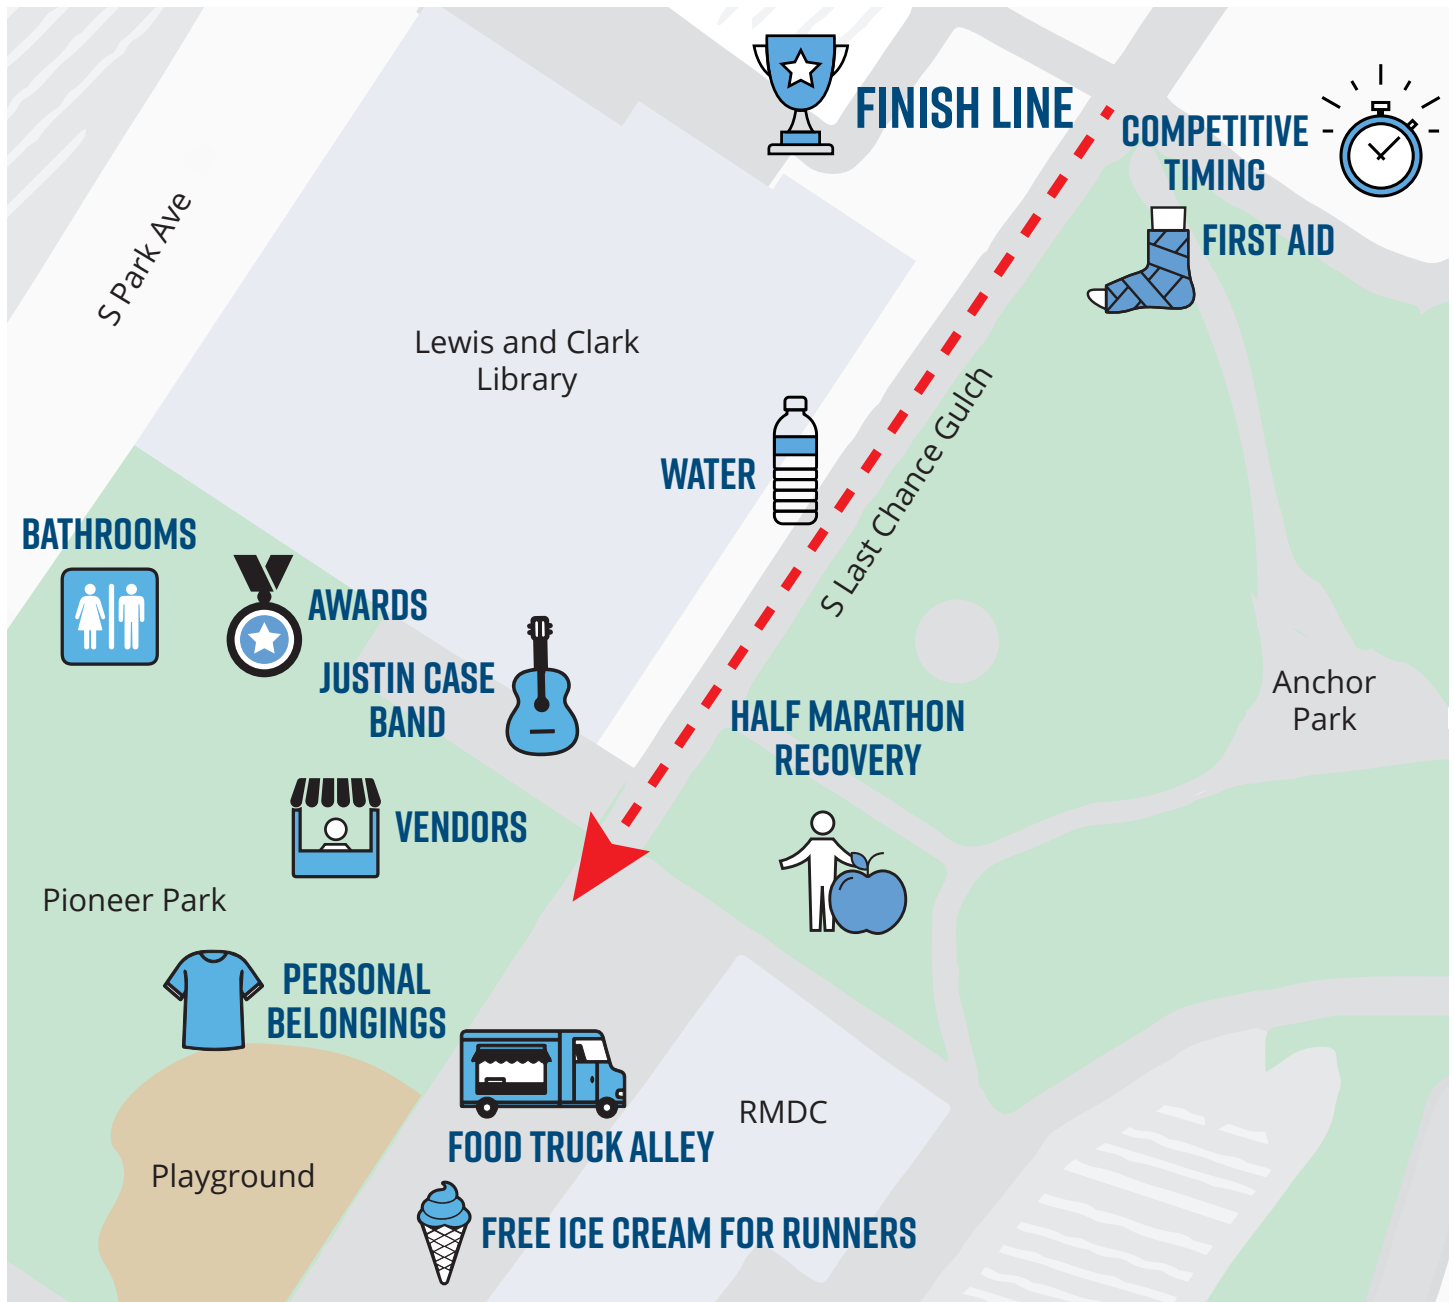 FINISH LINE
COMPETITIVE
TIMING
FIRST AID
S Park Ave
Lewis and Clark
Library
WATER
S Last Chance Gulch
BATHROOMS
AWARDS
JUSTIN CASE
BAND
HALF MARATHON
RECOVERY
Anchor
Park
VENDORS
Pioneer Park
PERSONAL
BELONGINGS
RMDC
FOOD TRUCK ALLEY
Playground
FREE ICE CREAM FOR RUNNERS